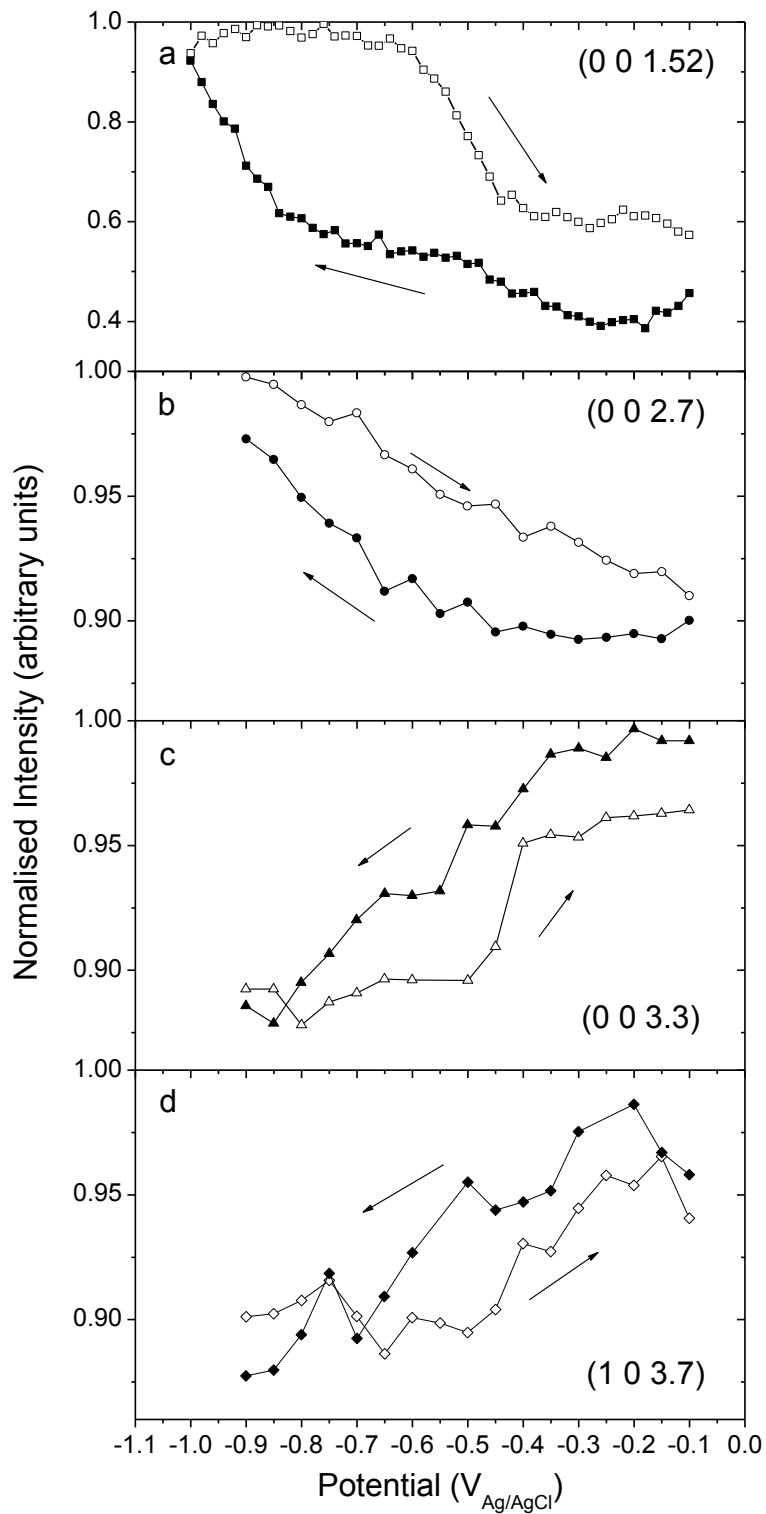 1.0
a
(0 0 1.52)
0.8
0.6
0.4
1.00
b
(0 0 2.7)
0.95
0.90
1.00
c
0.95
0.90
(0 0 3.3)
1.00
d
0.95
0.90
(1 0 3.7)
-1.1 -1.0 -0.9 -0.8 -0.7 -0.6 -0.5 -0.4 -0.3 -0.2 -0.1 0.0
Potential (V_Ag/AgCl)
Normalised Intensity (arbitrary units)